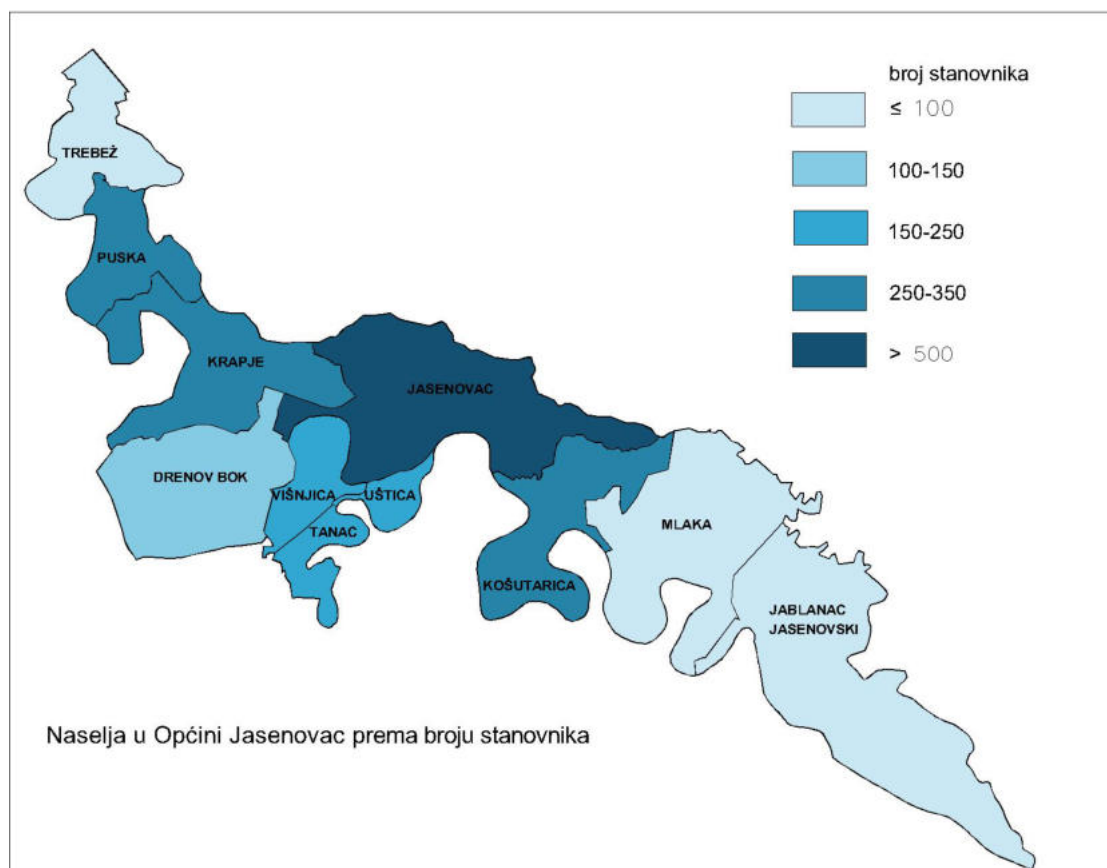 broj stanovnika
≤ 100
100-150
150-250
250-350
> 500
TREBEŽ
PUSKA
KRAPJE
JASENOVAC
DRENOV BOK
VIŠNJICA
UŠTICA
TANAC
KOŠUTARICA
MLAKA
JABLANAC
JASENOVSKI
Naselja u Općini Jasenovac prema broju stanovnika